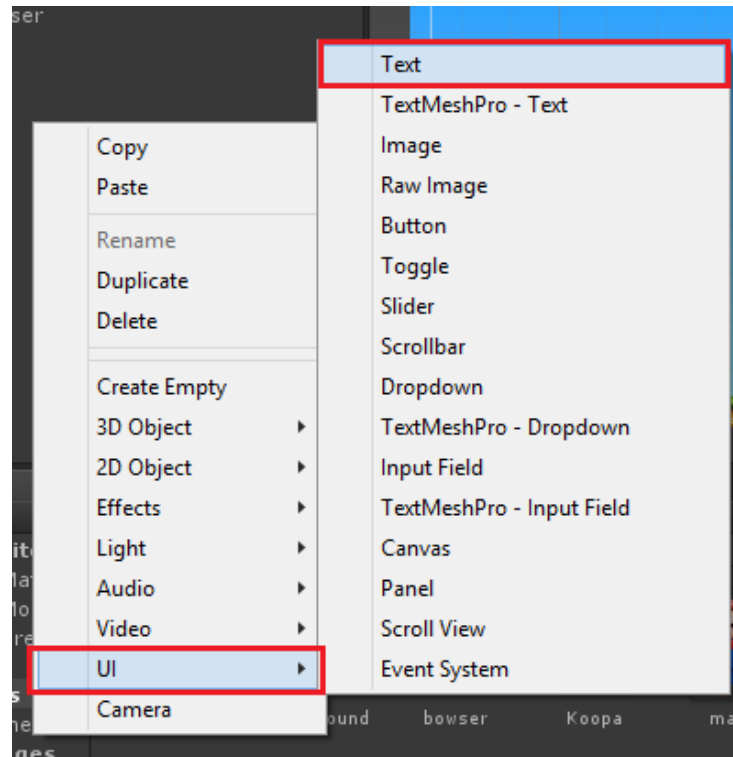 ser
Copy
Paste
Rename
Duplicate
Delete
Create Empty
3D Object
2D Object
Effects
Light
Audio
Video
UI
Camera
Text
TextMeshPro - Text
Image
Raw Image
Button
Toggle
Slider
Scrollbar
Dropdown
TextMeshPro - Dropdown
Input Field
TextMeshPro - Input Field
Canvas
Panel
Scroll View
Event System
ound bowser Koopa ma